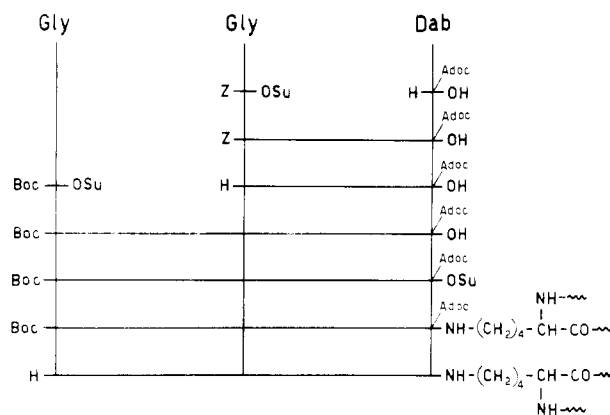 Gly Gly Dab
Adoc
Z OSu H OH
Adoc
Z OH
Adoc
Boc OSu H OH
Adoc
Boc OH
Adoc
Boc OSu
Adoc NH
Boc NH-(CH2)4-CH-CO
H NH-(CH2)4-CH-CO
NH